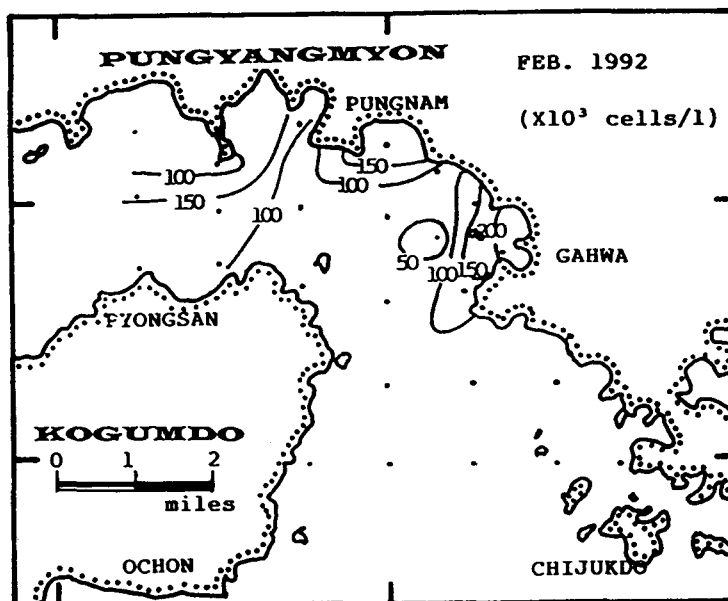 PUNGYANGMYON
FEB. 1992
PUNGNAM
(X10³ cells/l)
150
100
100
150
100
200
50
100
150
GAHWA
PYONGSAN
KOGUMDO
0 1 2
miles
OCHON
CHIJUKDO